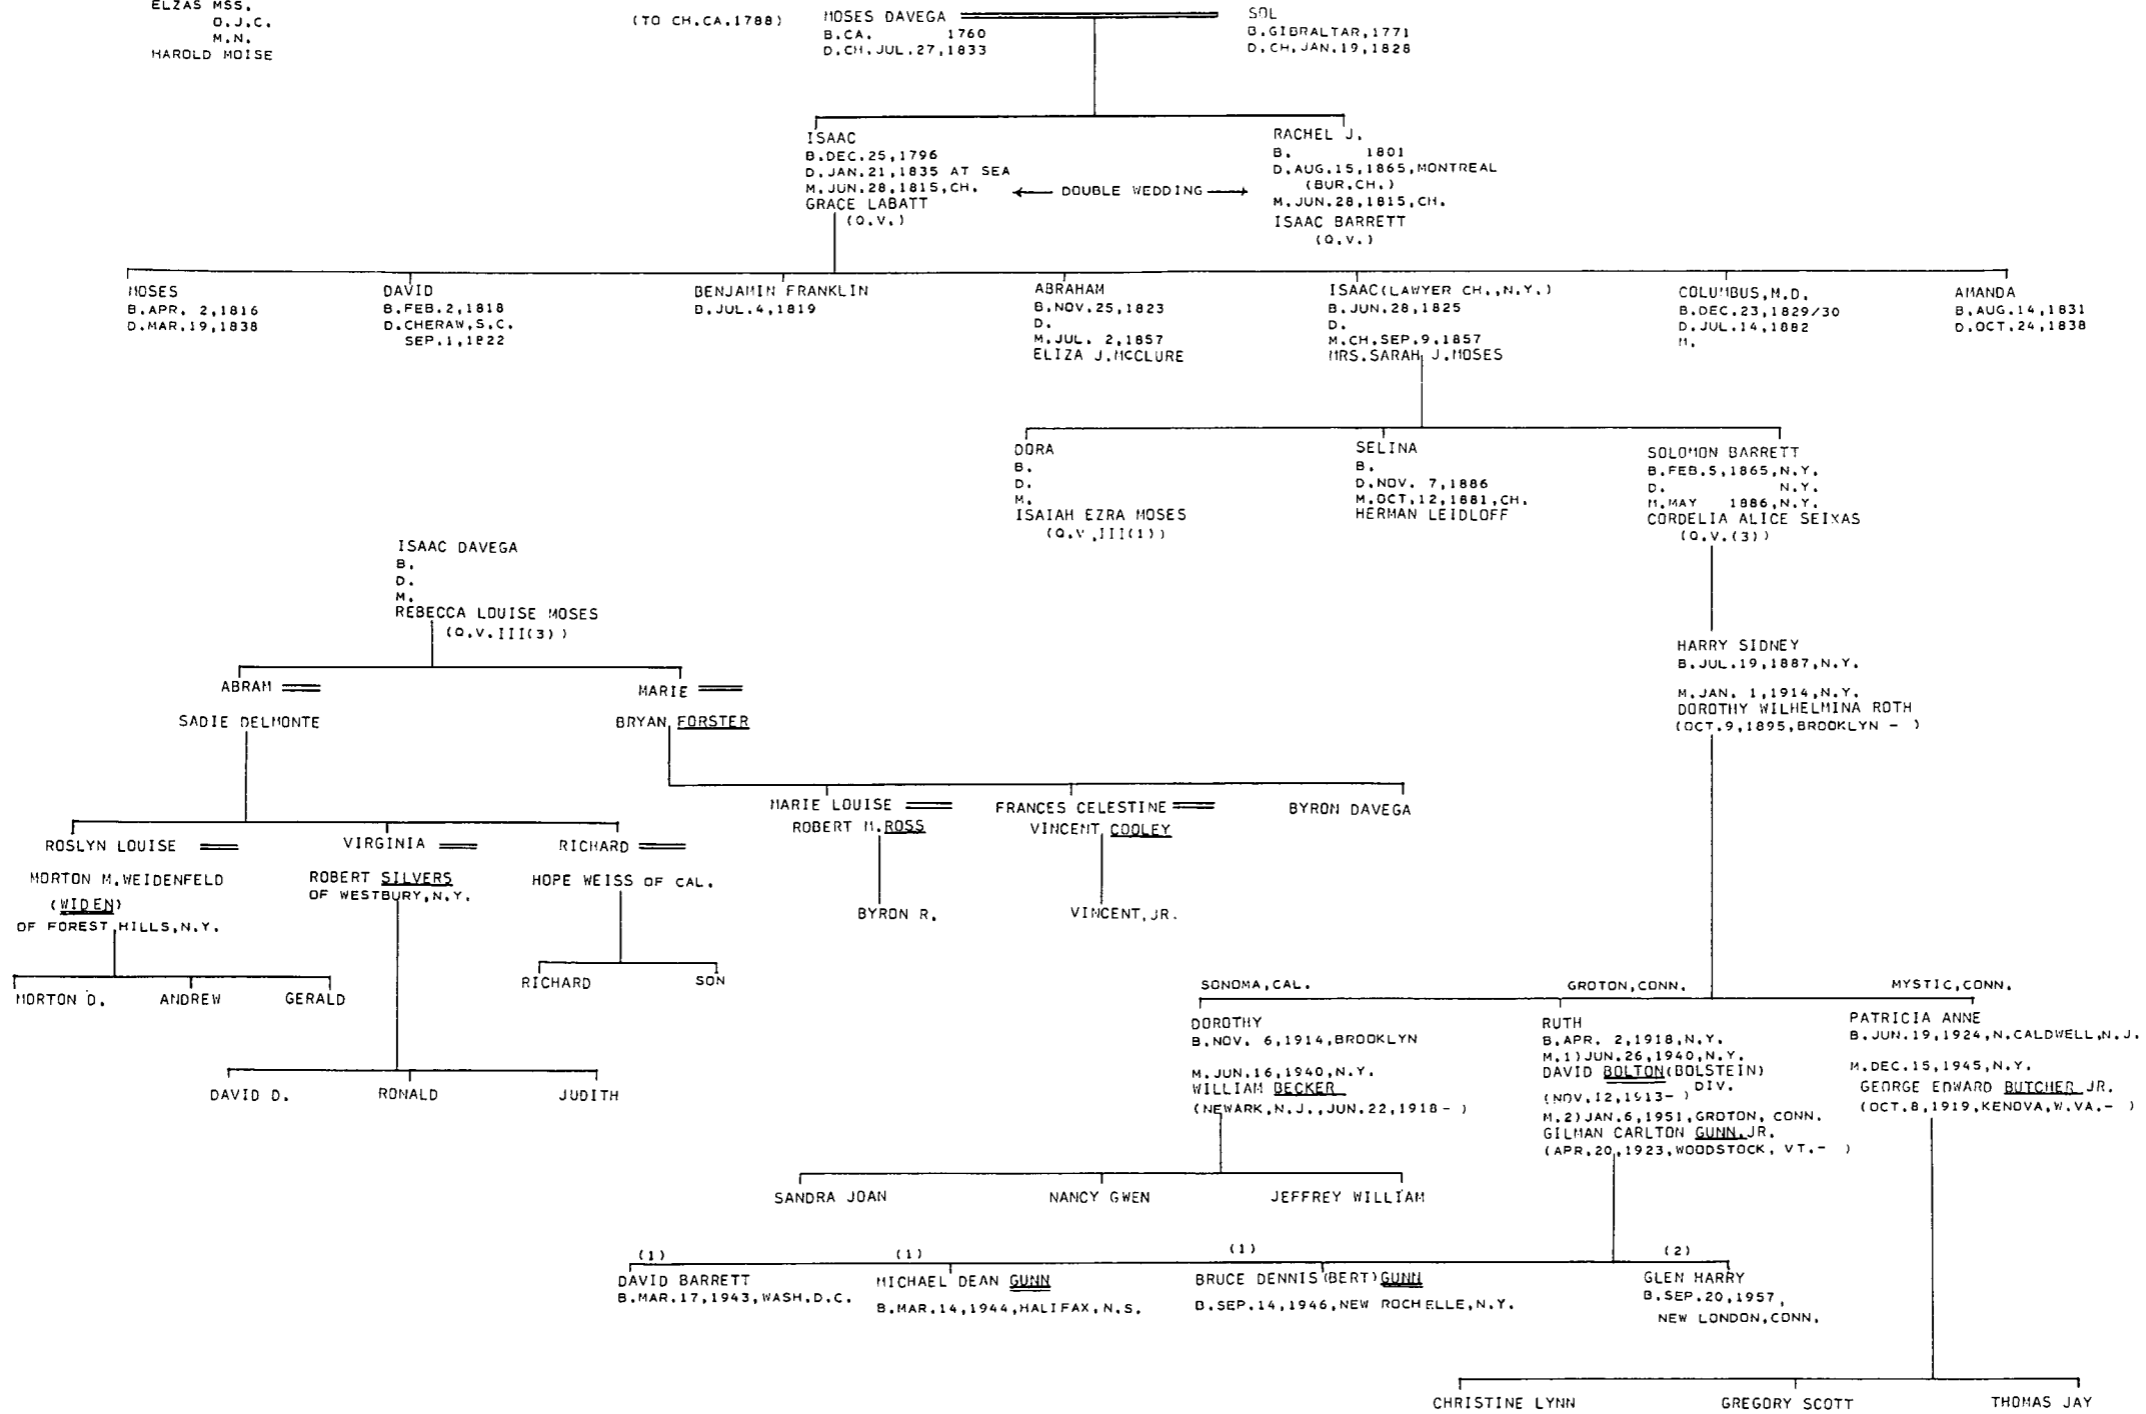 ELZAS MSS.
O.J.C.
M.N.
HAROLD MOISE
(TO CH.CA.1788)
MOSES DAVEGA
B.CA. 1760
D.CH.JUL.27,1833
SOL
B.GIBRALTAR,1771
D.CH.JAN.19,1828
ISAAC
B.DEC.25,1796
D.JAN.21,1835 AT SEA
M.JUN.28,1815,CH.
GRACE LABATT
(Q.V.)
DOUBLE WEDDING
RACHEL J.
B. 1801
D.AUG.15,1865,MONTREAL
(BUR.CH.)
M.JUN.28,1815,CH.
ISAAC BARRETT
(Q.V.)
MOSES
B.APR. 2,1816
D.MAR.19,1838
DAVID
B.FEB.2,1818
D.CHERAW,S.C.
SEP.1,1822
BENJAMIN FRANKLIN
B.JUL.4,1819
ABRAHAM
B.NOV.25,1823
D.
M.JUL. 2,1857
ELIZA J.MCCLURE
ISAAC(LAWYER CH.,N.Y.)
B.JUN.28,1825
D.
M.CH.SEP.9,1857
MRS.SARAH J.MOSES
COLUMBUS,M.D.
B.DEC.23,1829/30
D.JUL.14,1882
M.
AMANDA
B.AUG.14,1831
D.OCT.24,1838
DORA
B.
D.
M.
ISAIAH EZRA MOSES
(Q.V.III(1))
SELINA
B.
D.NOV. 7,1886
M.OCT.12,1881,CH.
HERMAN LEIDLOFF
SOLOMON BARRETT
B.FEB.5,1865,N.Y.
D. N.Y.
M.MAY 1886,N.Y.
CORDELIA ALICE SEIXAS
(Q.V.(3))
ISAAC DAVEGA
B.
D.
M.
REBECCA LOUISE MOSES
(Q.V.III(3))
HARRY SIDNEY
B.JUL.19,1887,N.Y.
M.JAN. 1,1914,N.Y.
DOROTHY WILHELMINA ROTH
(OCT.9,1895,BROOKLYN - )
ABRAM
SADIE DELMONTE
MARIE
BRYAN FORSTER
MARIE LOUISE
ROBERT M.ROSS
FRANCES CELESTINE
VINCENT COOLEY
BYRON DAVEGA
ROSLYN LOUISE
MORTON M.WEIDENFELD
(WIDEN)
OF FOREST HILLS,N.Y.
VIRGINIA
ROBERT SILVERS
OF WESTBURY,N.Y.
RICHARD
HOPE WEISS OF CAL.
BYRON R.
VINCENT,JR.
MORTON D.
ANDREW
GERALD
RICHARD
SON
DAVID D.
RONALD
JUDITH
SONOMA,CAL.
DOROTHY
B.NOV. 6,1914,BROOKLYN
M.JUN.16,1940,N.Y.
WILLIAM BECKER
(NEWARK,N.J.,JUN.22,1918- )
GROTON,CONN.
RUTH
B.APR. 2,1918,N.Y.
M.1)JUN.26,1940,N.Y.
DAVID BOLTON(BOLSTEIN)
DIV.
(NOV.12,1913- )
M.2)JAN.6,1951,GROTON, CONN.
GILMAN CARLTON GUNN,JR.
(APR.20,1923,WOODSTOCK, VT.- )
MYSTIC,CONN.
PATRICIA ANNE
B.JUN.19,1924,N.CALDWELL,N.J.
M.DEC.15,1945,N.Y.
GEORGE EDWARD BUTCHER JR.
(OCT.8,1919,KENOVA,W.VA.- )
SANDRA JOAN
NANCY GWEN
JEFFREY WILLIAM
(1)
DAVID BARRETT
B.MAR.17,1943,WASH.D.C.
(1)
MICHAEL DEAN GUNN
B.MAR.14,1944,HALIFAX,N.S.
(1)
BRUCE DENNIS(BERT)GUNN
B.SEP.14,1946,NEW ROCHELLE,N.Y.
(2)
GLEN HARRY
B.SEP.20,1957,
NEW LONDON,CONN.
CHRISTINE LYNN
GREGORY SCOTT
THOMAS JAY